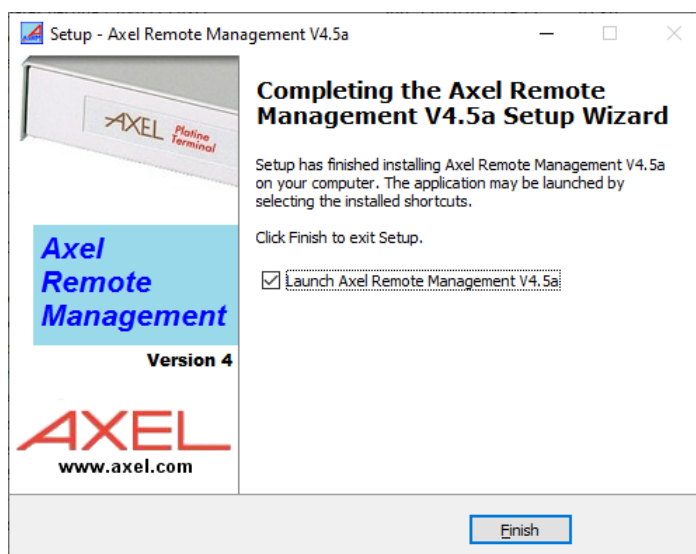 Setup - Axel Remote Management V4.5a
AXEL Platine
Terminal
Axel
Remote
Management
Version 4
AXEL
www.axel.com
Completing the Axel Remote
Management V4.5a Setup Wizard
Setup has finished installing Axel Remote Management V4.5a
on your computer. The application may be launched by
selecting the installed shortcuts.
Click Finish to exit Setup.
Launch Axel Remote Management V4.5a
Finish